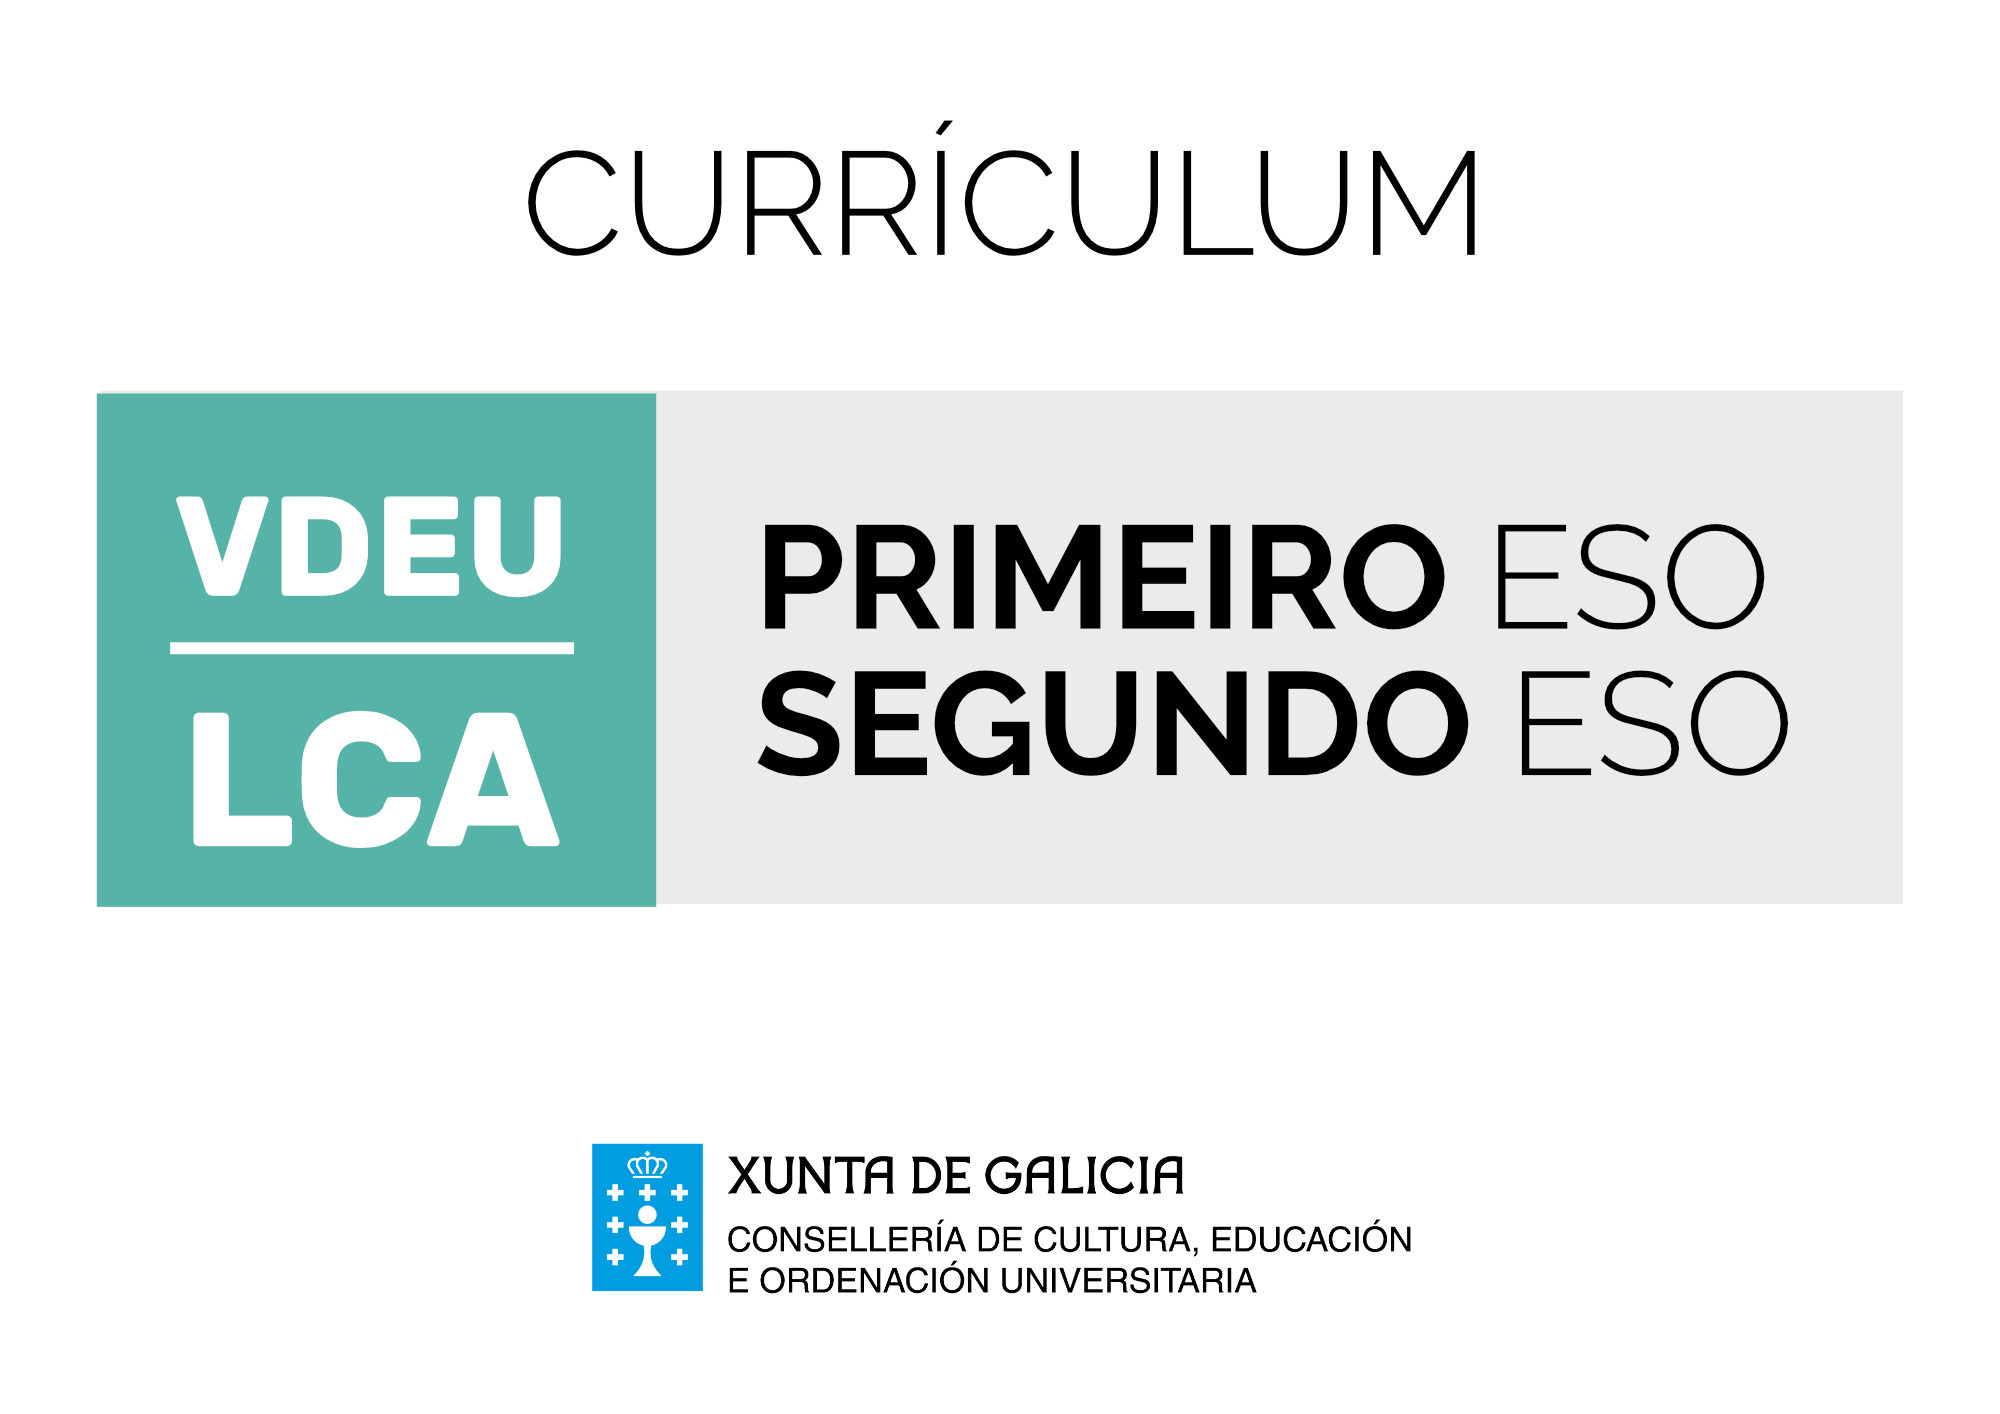 CURRÍCULUM
VDEU
LCA
PRIMEIRO ESO
SEGUNDO ESO
XUNTA DE GALICIA
CONSELLERÍA DE CULTURA, EDUCACIÓN
E ORDENACIÓN UNIVERSITARIA